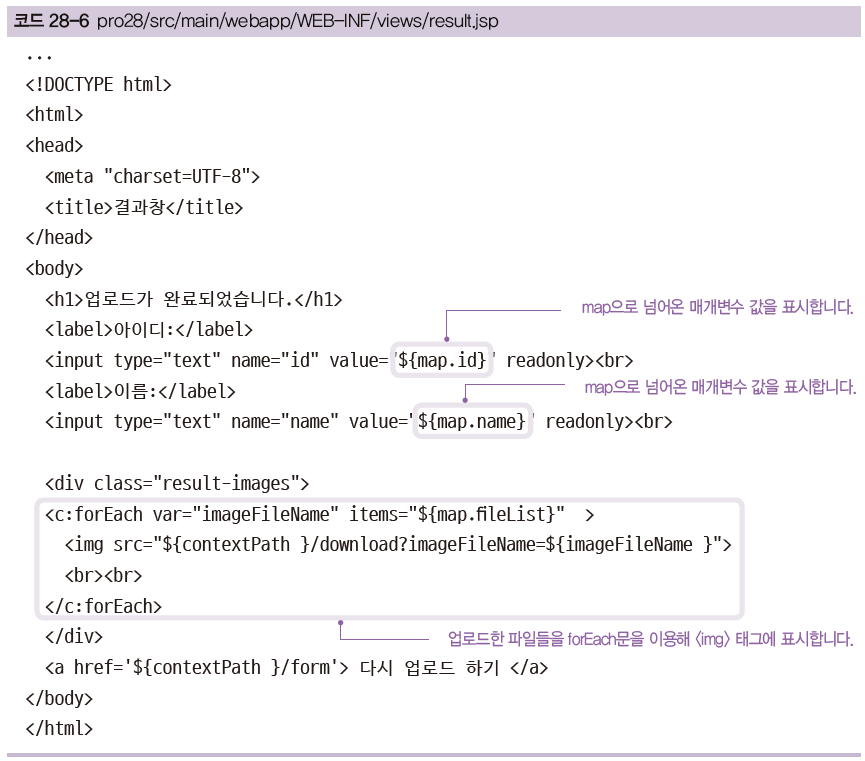 코드 28-6 pro28/src/main/webapp/WEB-INF/views/result.jsp
...
<!DOCTYPE html>
<html>
<head>
<meta "charset=UTF-8">
<title>결과창</title>
</head>
<body>
<h1>업로드가 완료되었습니다.</h1>
map으로 넘어온 매개변수 값을 표시합니다.
<label>아이디:</label>
<input type="text" name="id" value="${map.id}" readonly><br>
<label>이름:</label>
map으로 넘어온 매개변수 값을 표시합니다.
<input type="text" name="name" value="${map.name}" readonly><br>
<div class="result-images">
<c:forEach var="imageFileName" items="${map.fileList}"  >
<img src="${contextPath }/download?imageFileName=${imageFileName }">
<br><br>
</c:forEach>
</div>
업로드한 파일들을 forEach문을 이용해 <img> 태그에 표시합니다.
<a href='${contextPath }/form'> 다시 업로드 하기 </a>
</body>
</html>